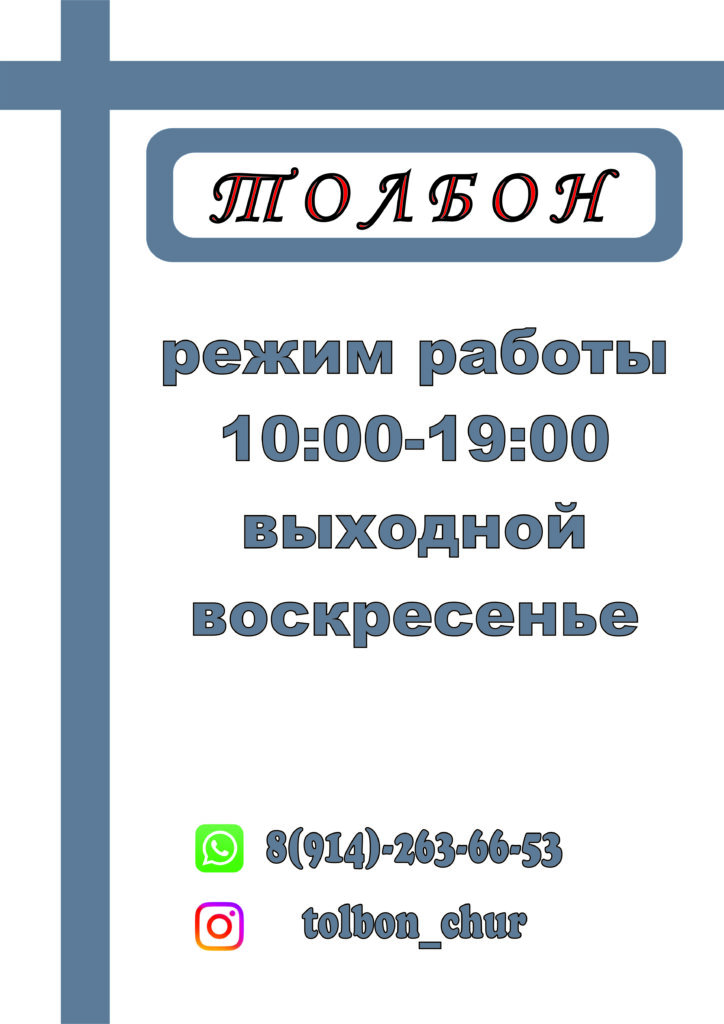 ТОЛБОН
режим работы
10:00-19:00
выходной
воскресенье
8(914)-263-66-53
tolbon_chur